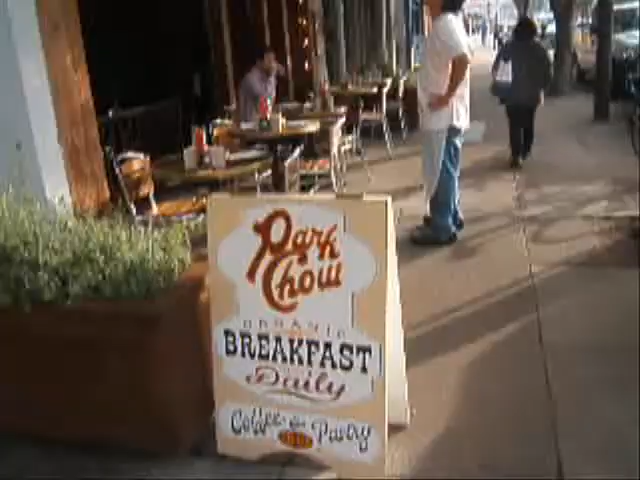 Park
Chow
ORGANIC
BREAKFAST
Daily
Coffee Pastry